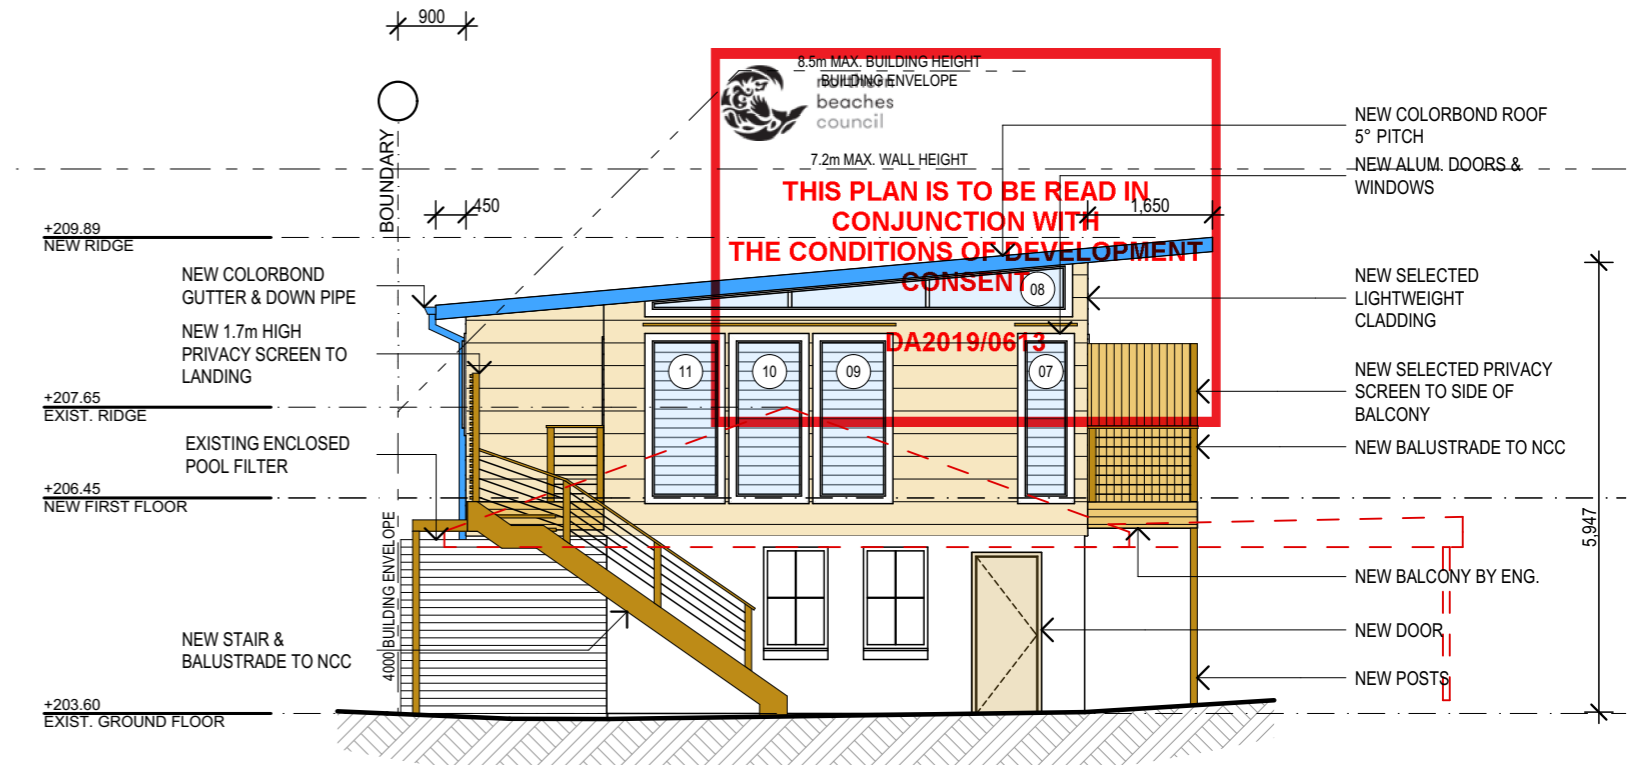 900
8.5m MAX. BUILDING HEIGHT
BUILDING ENVELOPE
northern
beaches
council
7.2m MAX. WALL HEIGHT
THIS PLAN IS TO BE READ IN
CONJUNCTION WITH
THE CONDITIONS OF DEVELOPMENT
CONSENT
DA2019/0613
BOUNDARY
450
1,650
+209.89
NEW RIDGE
NEW COLORBOND
GUTTER & DOWN PIPE
NEW 1.7m HIGH
PRIVACY SCREEN TO
LANDING
+207.65
EXIST. RIDGE
EXISTING ENCLOSED
POOL FILTER
+206.45
NEW FIRST FLOOR
4000 BUILDING ENVELOPE
NEW STAIR &
BALUSTRADE TO NCC
+203.60
EXIST. GROUND FLOOR
08
11
10
09
07
NEW COLORBOND ROOF
5° PITCH
NEW ALUM. DOORS &
WINDOWS
NEW SELECTED
LIGHTWEIGHT
CLADDING
NEW SELECTED PRIVACY
SCREEN TO SIDE OF
BALCONY
NEW BALUSTRADE TO NCC
5,947
NEW BALCONY BY ENG.
NEW DOOR
NEW POSTS